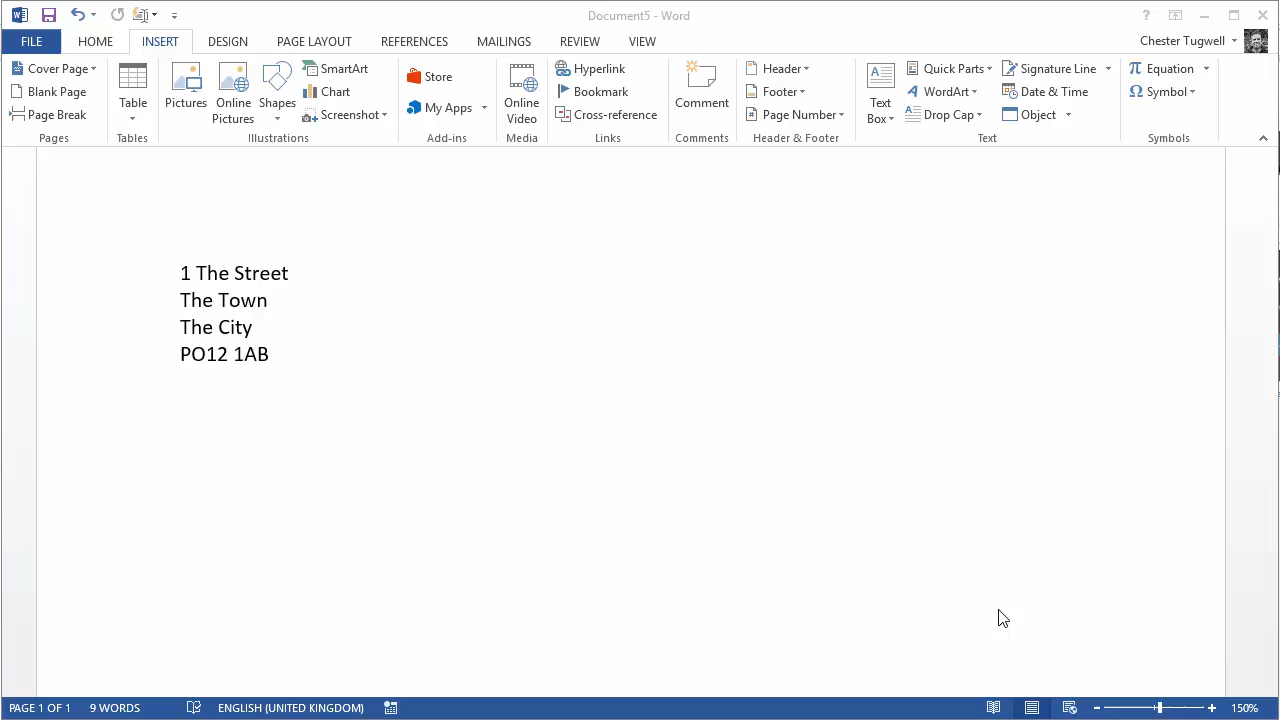 Document5 - Word
?
FILE HOME INSERT DESIGN PAGE LAYOUT REFERENCES MAILINGS REVIEW VIEW Chester Tugwell
Cover Page
Blank Page
Page Break
Pages
Table
Tables
Pictures
Online Pictures
Shapes
SmartArt
Chart
Screenshot
Illustrations
Store
My Apps
Add-ins
Online Video
Media
Hyperlink
Bookmark
Cross-reference
Links
Comment
Comments
Header
Footer
Page Number
Header & Footer
Text Box
Quick Parts
WordArt
Drop Cap
Signature Line
Date & Time
Object
Text
π Equation
Ω Symbol
Symbols
1 The Street
The Town
The City
PO12 1AB
PAGE 1 OF 1 9 WORDS ENGLISH (UNITED KINGDOM) 150%